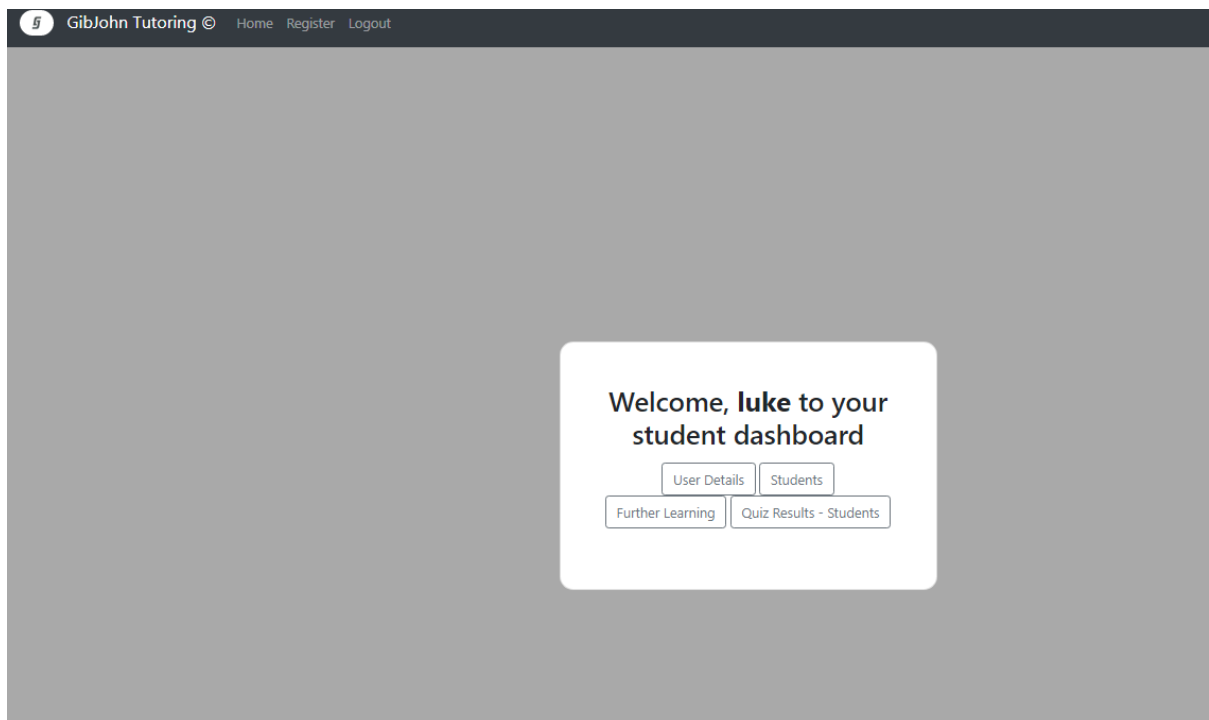 GibJohn Tutoring © Home Register Logout
Welcome, luke to your
student dashboard
User Details Students
Further Learning Quiz Results - Students